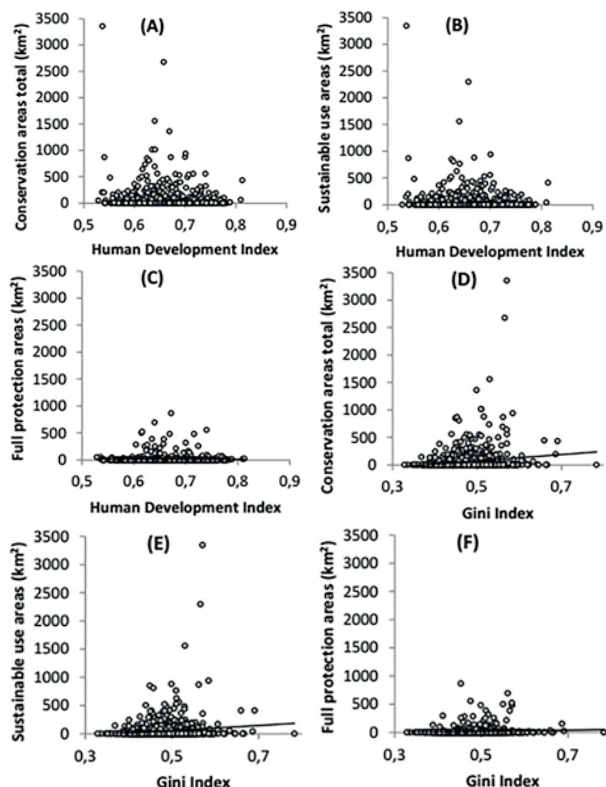 (A)
Conservation areas total (km²)
3500
3000
2500
2000
1500
1000
500
0
0,5 0,6 0,7 0,8 0,9
Human Development Index
(B)
Sustainable use areas (km²)
3500
3000
2500
2000
1500
1000
500
0
0,5 0,6 0,7 0,8 0,9
Human Development Index
(C)
Full protection areas (km²)
3500
3000
2500
2000
1500
1000
500
0
0,5 0,6 0,7 0,8 0,9
Human Development Index
(D)
Conservation areas total (km²)
3500
3000
2500
2000
1500
1000
500
0
0,3 0,5 0,7
Gini Index
(E)
Sustainable use areas (km²)
3500
3000
2500
2000
1500
1000
500
0
0,3 0,5 0,7
Gini Index
(F)
Full protection areas (km²)
3500
3000
2500
2000
1500
1000
500
0
0,3 0,5 0,7
Gini Index